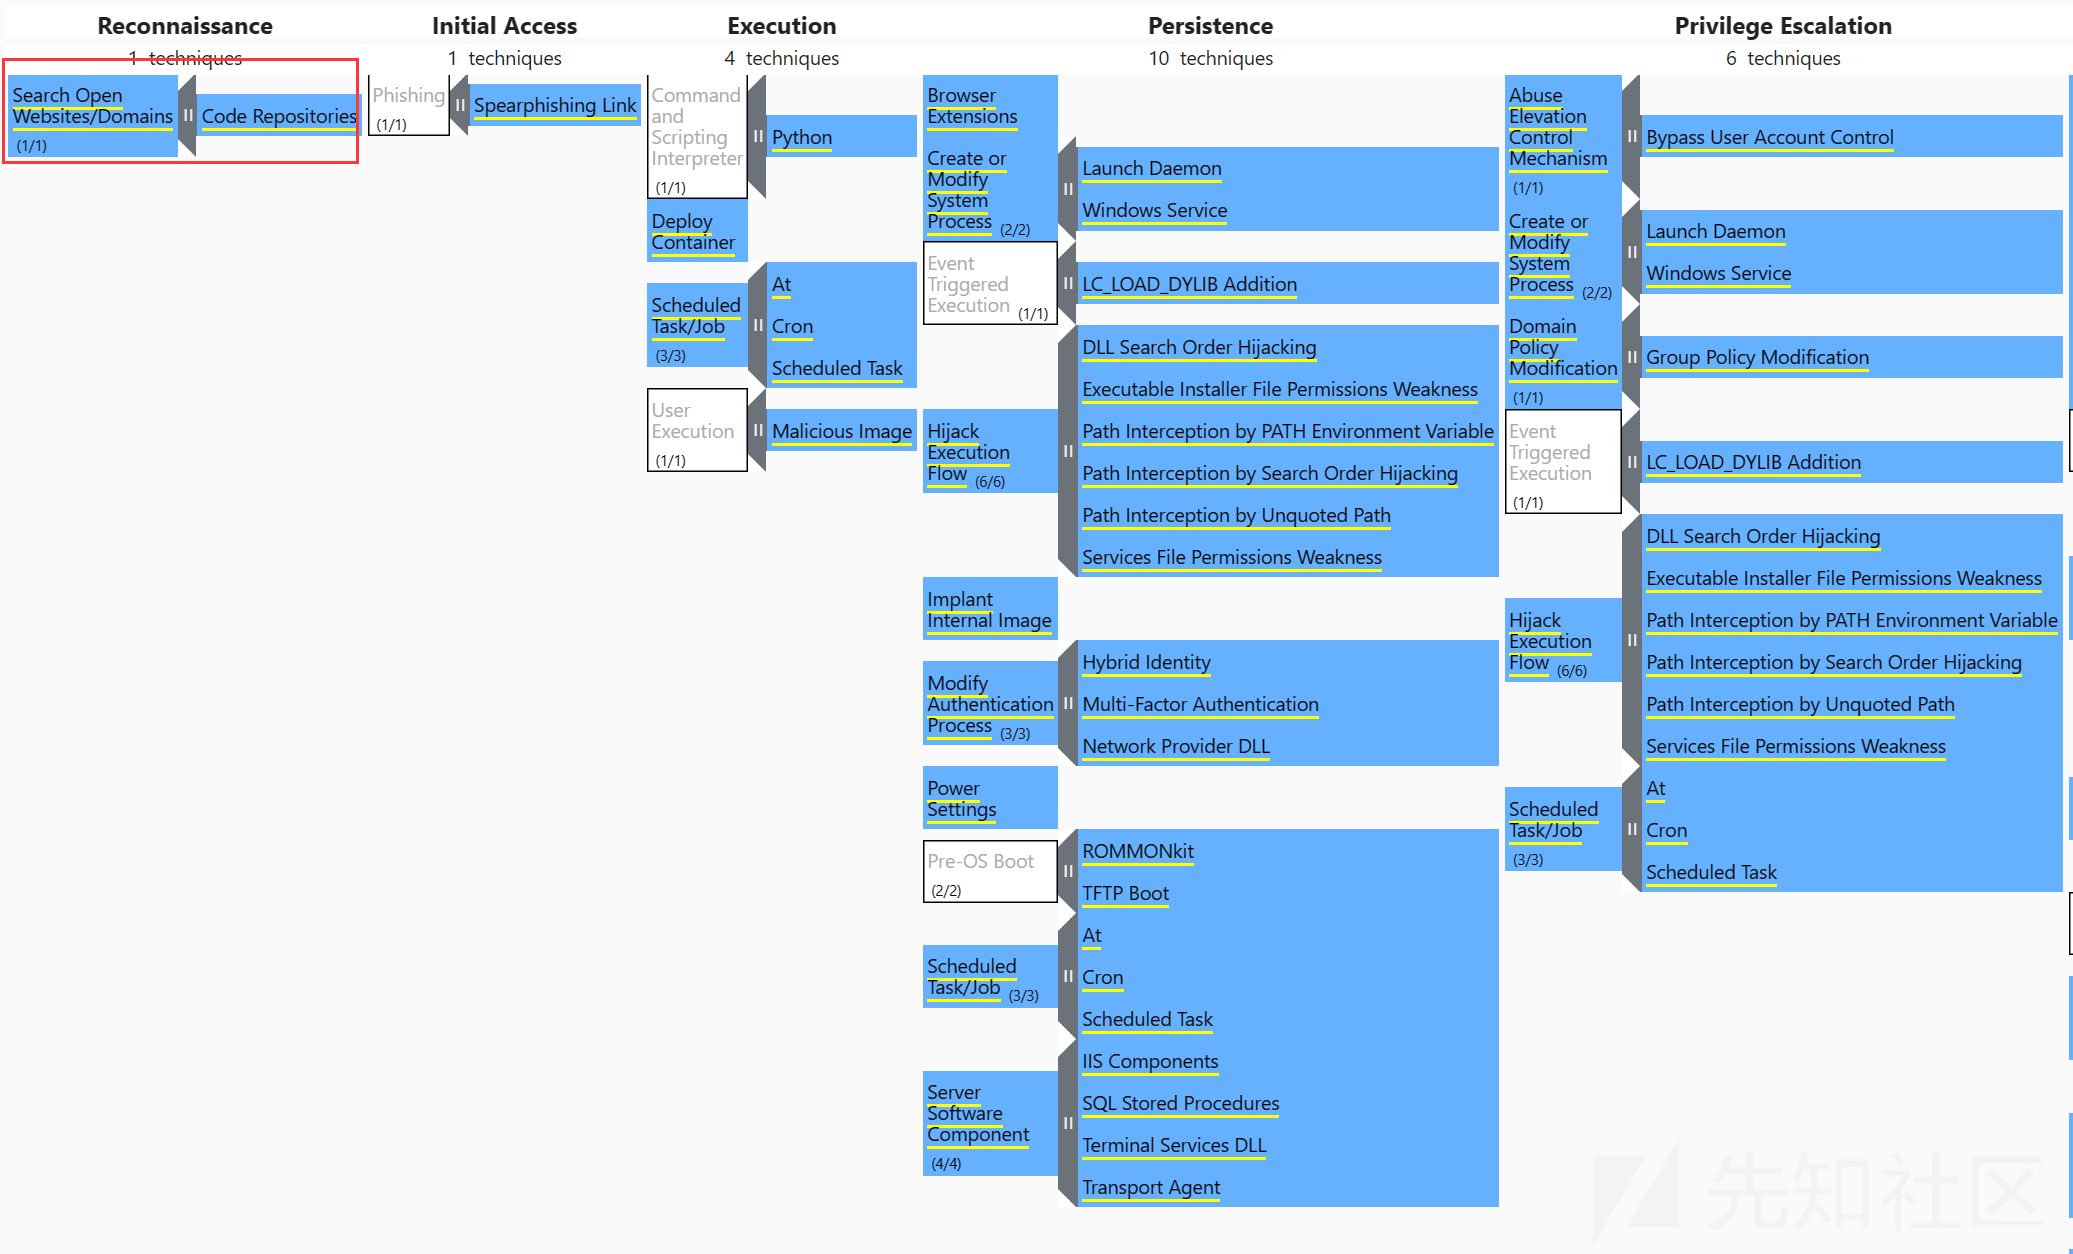 Reconnaissance
1 techniques
Search Open
Websites/Domains
(1/1)
Code Repositories
Initial Access
1 techniques
Phishing
(1/1)
Spearphishing Link
Execution
4 techniques
Command
and
Scripting
Interpreter
(1/1)
Python
Deploy
Container
Scheduled
Task/Job
(3/3)
At
Cron
Scheduled Task
User
Execution
(1/1)
Malicious Image
Persistence
10 techniques
Browser
Extensions
Create or
Modify
System
Process (2/2)
Launch Daemon
Windows Service
Event
Triggered
Execution (1/1)
LC_LOAD_DYLIB Addition
Hijack
Execution
Flow (6/6)
DLL Search Order Hijacking
Executable Installer File Permissions Weakness
Path Interception by PATH Environment Variable
Path Interception by Search Order Hijacking
Path Interception by Unquoted Path
Services File Permissions Weakness
Implant
Internal Image
Modify
Authentication
Process (3/3)
Hybrid Identity
Multi-Factor Authentication
Network Provider DLL
Power
Settings
Pre-OS Boot
(2/2)
ROMMONkit
TFTP Boot
Scheduled
Task/Job (3/3)
At
Cron
Scheduled Task
Server
Software
Component
(4/4)
IIS Components
SQL Stored Procedures
Terminal Services DLL
Transport Agent
Privilege Escalation
6 techniques
Abuse
Elevation
Control
Mechanism
(1/1)
Bypass User Account Control
Create or
Modify
System
Process (2/2)
Launch Daemon
Windows Service
Domain
Policy
Modification
(1/1)
Group Policy Modification
Event
Triggered
Execution
(1/1)
LC_LOAD_DYLIB Addition
Hijack
Execution
Flow (6/6)
DLL Search Order Hijacking
Executable Installer File Permissions Weakness
Path Interception by PATH Environment Variable
Path Interception by Search Order Hijacking
Path Interception by Unquoted Path
Services File Permissions Weakness
Scheduled
Task/Job
(3/3)
At
Cron
Scheduled Task
先知社区